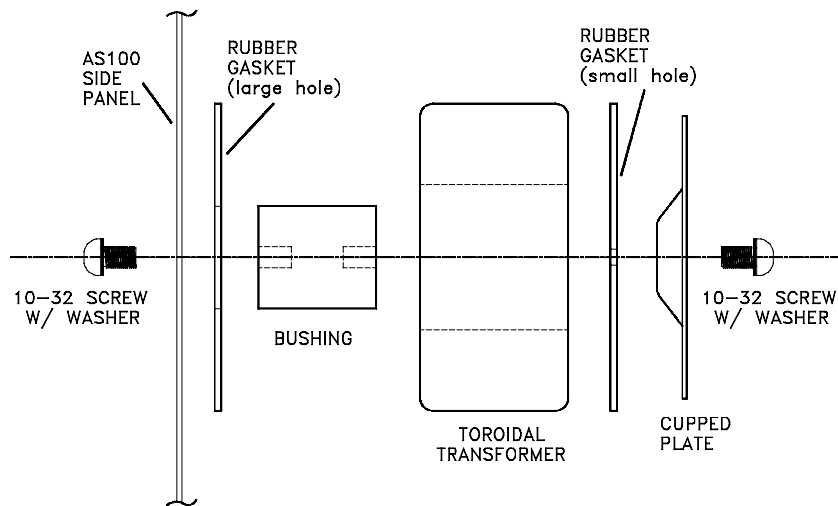 AS100
SIDE
PANEL
RUBBER
GASKET
(large hole)
RUBBER
GASKET
(small hole)
10-32 SCREW
W/ WASHER
BUSHING
TOROIDAL
TRANSFORMER
CUPPED
PLATE
10-32 SCREW
W/ WASHER